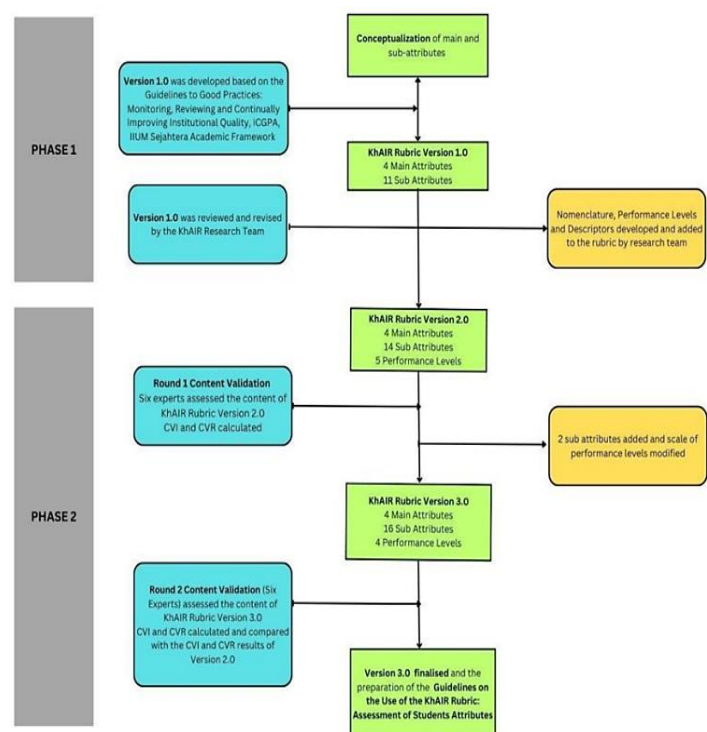 Conceptualization of main and
sub-attributes
Version 1.0 was developed based on the
Guidelines to Good Practices:
Monitoring, Reviewing and Continually
Improving Institutional Quality, iCGPA,
IIUM Sejahtera Academic Framework
PHASE 1
KhAIR Rubric Version 1.0
4 Main Attributes
11 Sub Attributes
Version 1.0 was reviewed and revised
by the KhAIR Research Team
Nomenclature, Performance Levels
and Descriptors developed and added
to the rubric by research team
KhAIR Rubric Version 2.0
4 Main Attributes
14 Sub Attributes
5 Performance Levels
Round 1 Content Validation
Six experts assessed the content of
KhAIR Rubric Version 2.0
CVI and CVR calculated
2 sub attributes added and scale of
performance levels modified
PHASE 2
KhAIR Rubric Version 3.0
4 Main Attributes
16 Sub Attributes
4 Performance Levels
Round 2 Content Validation (Six
Experts) assessed the content of
KhAIR Rubric Version 3.0
CVI and CVR calculated and compared
with the CVI and CVR results of
Version 2.0
Version 3.0 finalised and the
preparation of the Guidelines on
the Use of the KhAIR Rubric:
Assessment of Students Attributes